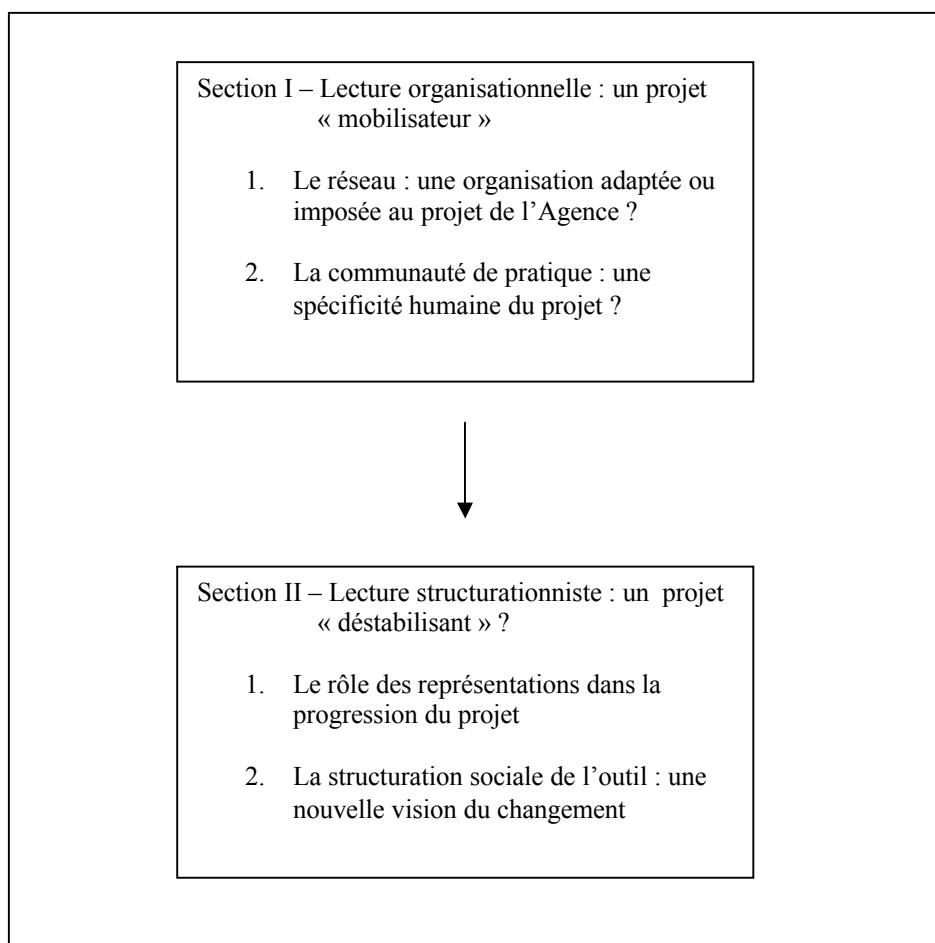 Section I – Lecture organisationnelle : un projet
« mobilisateur »
1. Le réseau : une organisation adaptée ou
imposée au projet de l’Agence ?
2. La communauté de pratique : une
spécificité humaine du projet ?
Section II – Lecture structurationniste : un projet
« déstabilisant » ?
1. Le rôle des représentations dans la
progression du projet
2. La structuration sociale de l’outil : une
nouvelle vision du changement